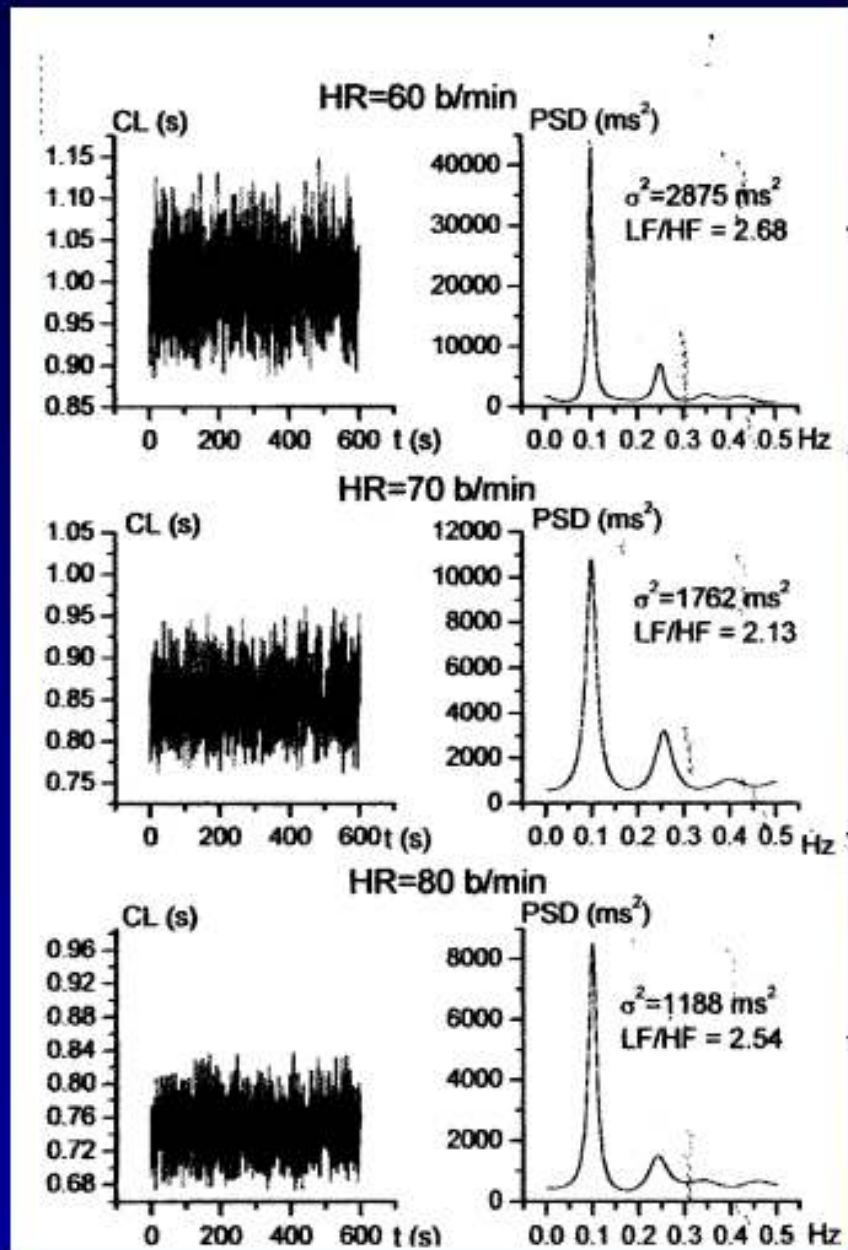 HR=60 b/min
CL (s)
1.15
1.10
1.05
1.00
0.95
0.90
0.85
0 200 400 600 t (s)
PSD (ms²)
40000
30000
20000
10000
0
σ²=2875 ms²
LF/HF = 2.68
0.0 0.1 0.2 0.3 0.4 0.5 Hz
HR=70 b/min
CL (s)
1.05
1.00
0.95
0.90
0.85
0.80
0.75
0 200 400 600 t (s)
PSD (ms²)
12000
10000
8000
6000
4000
2000
0
σ²=1762 ms²
LF/HF = 2.13
0.0 0.1 0.2 0.3 0.4 0.5 Hz
HR=80 b/min
CL (s)
0.96
0.92
0.88
0.84
0.80
0.76
0.72
0.68
0 200 400 600 t (s)
PSD (ms²)
8000
6000
4000
2000
0
σ²=1188 ms²
LF/HF = 2.54
0.0 0.1 0.2 0.3 0.4 0.5 Hz